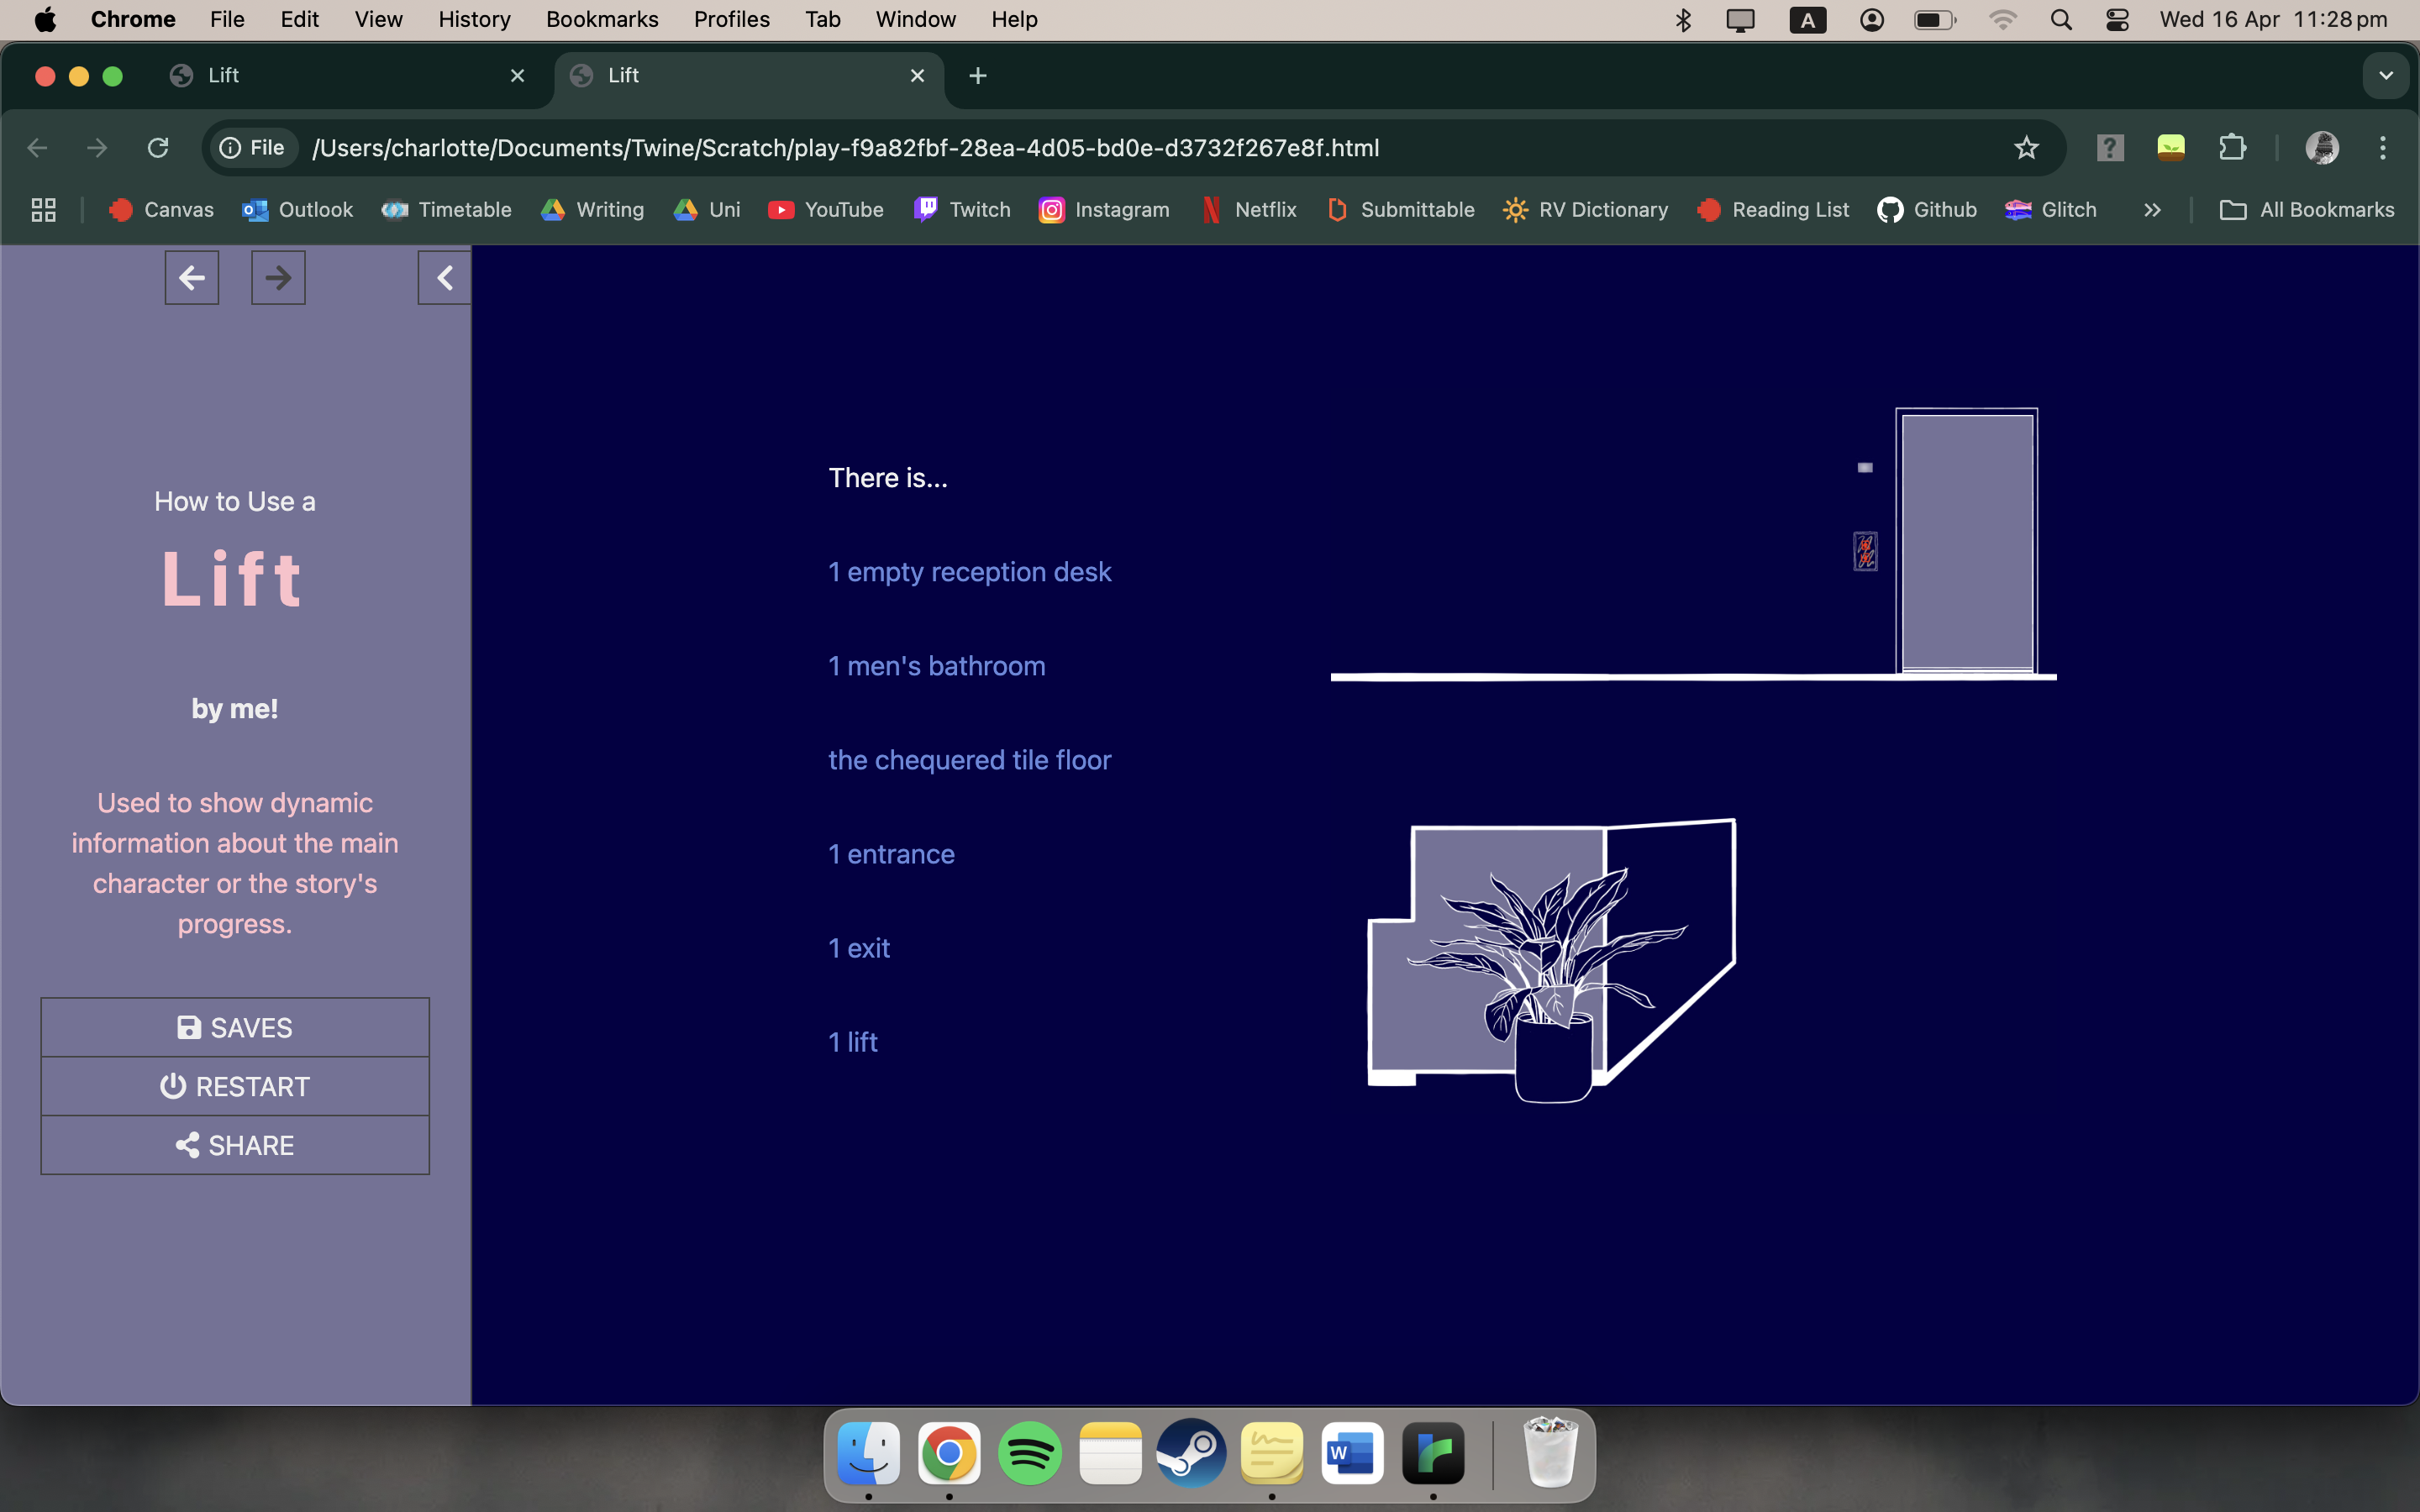 Chrome File Edit View History Bookmarks Profiles Tab Window Help A Wed 16 Apr 11:28 pm
Lift Lift
File /Users/charlotte/Documents/Twine/Scratch/play-f9a82fbf-28ea-4d05-bd0e-d3732f267e8f.html ?
Canvas Outlook Timetable Writing Uni YouTube Twitch Instagram Netflix Submittable RV Dictionary Reading List Github Glitch All Bookmarks
How to Use a
Lift
by me!
Used to show dynamic
information about the main
character or the story's
progress.
SAVES
RESTART
SHARE
There is...
1 empty reception desk
1 men's bathroom
the chequered tile floor
1 entrance
1 exit
1 lift
W